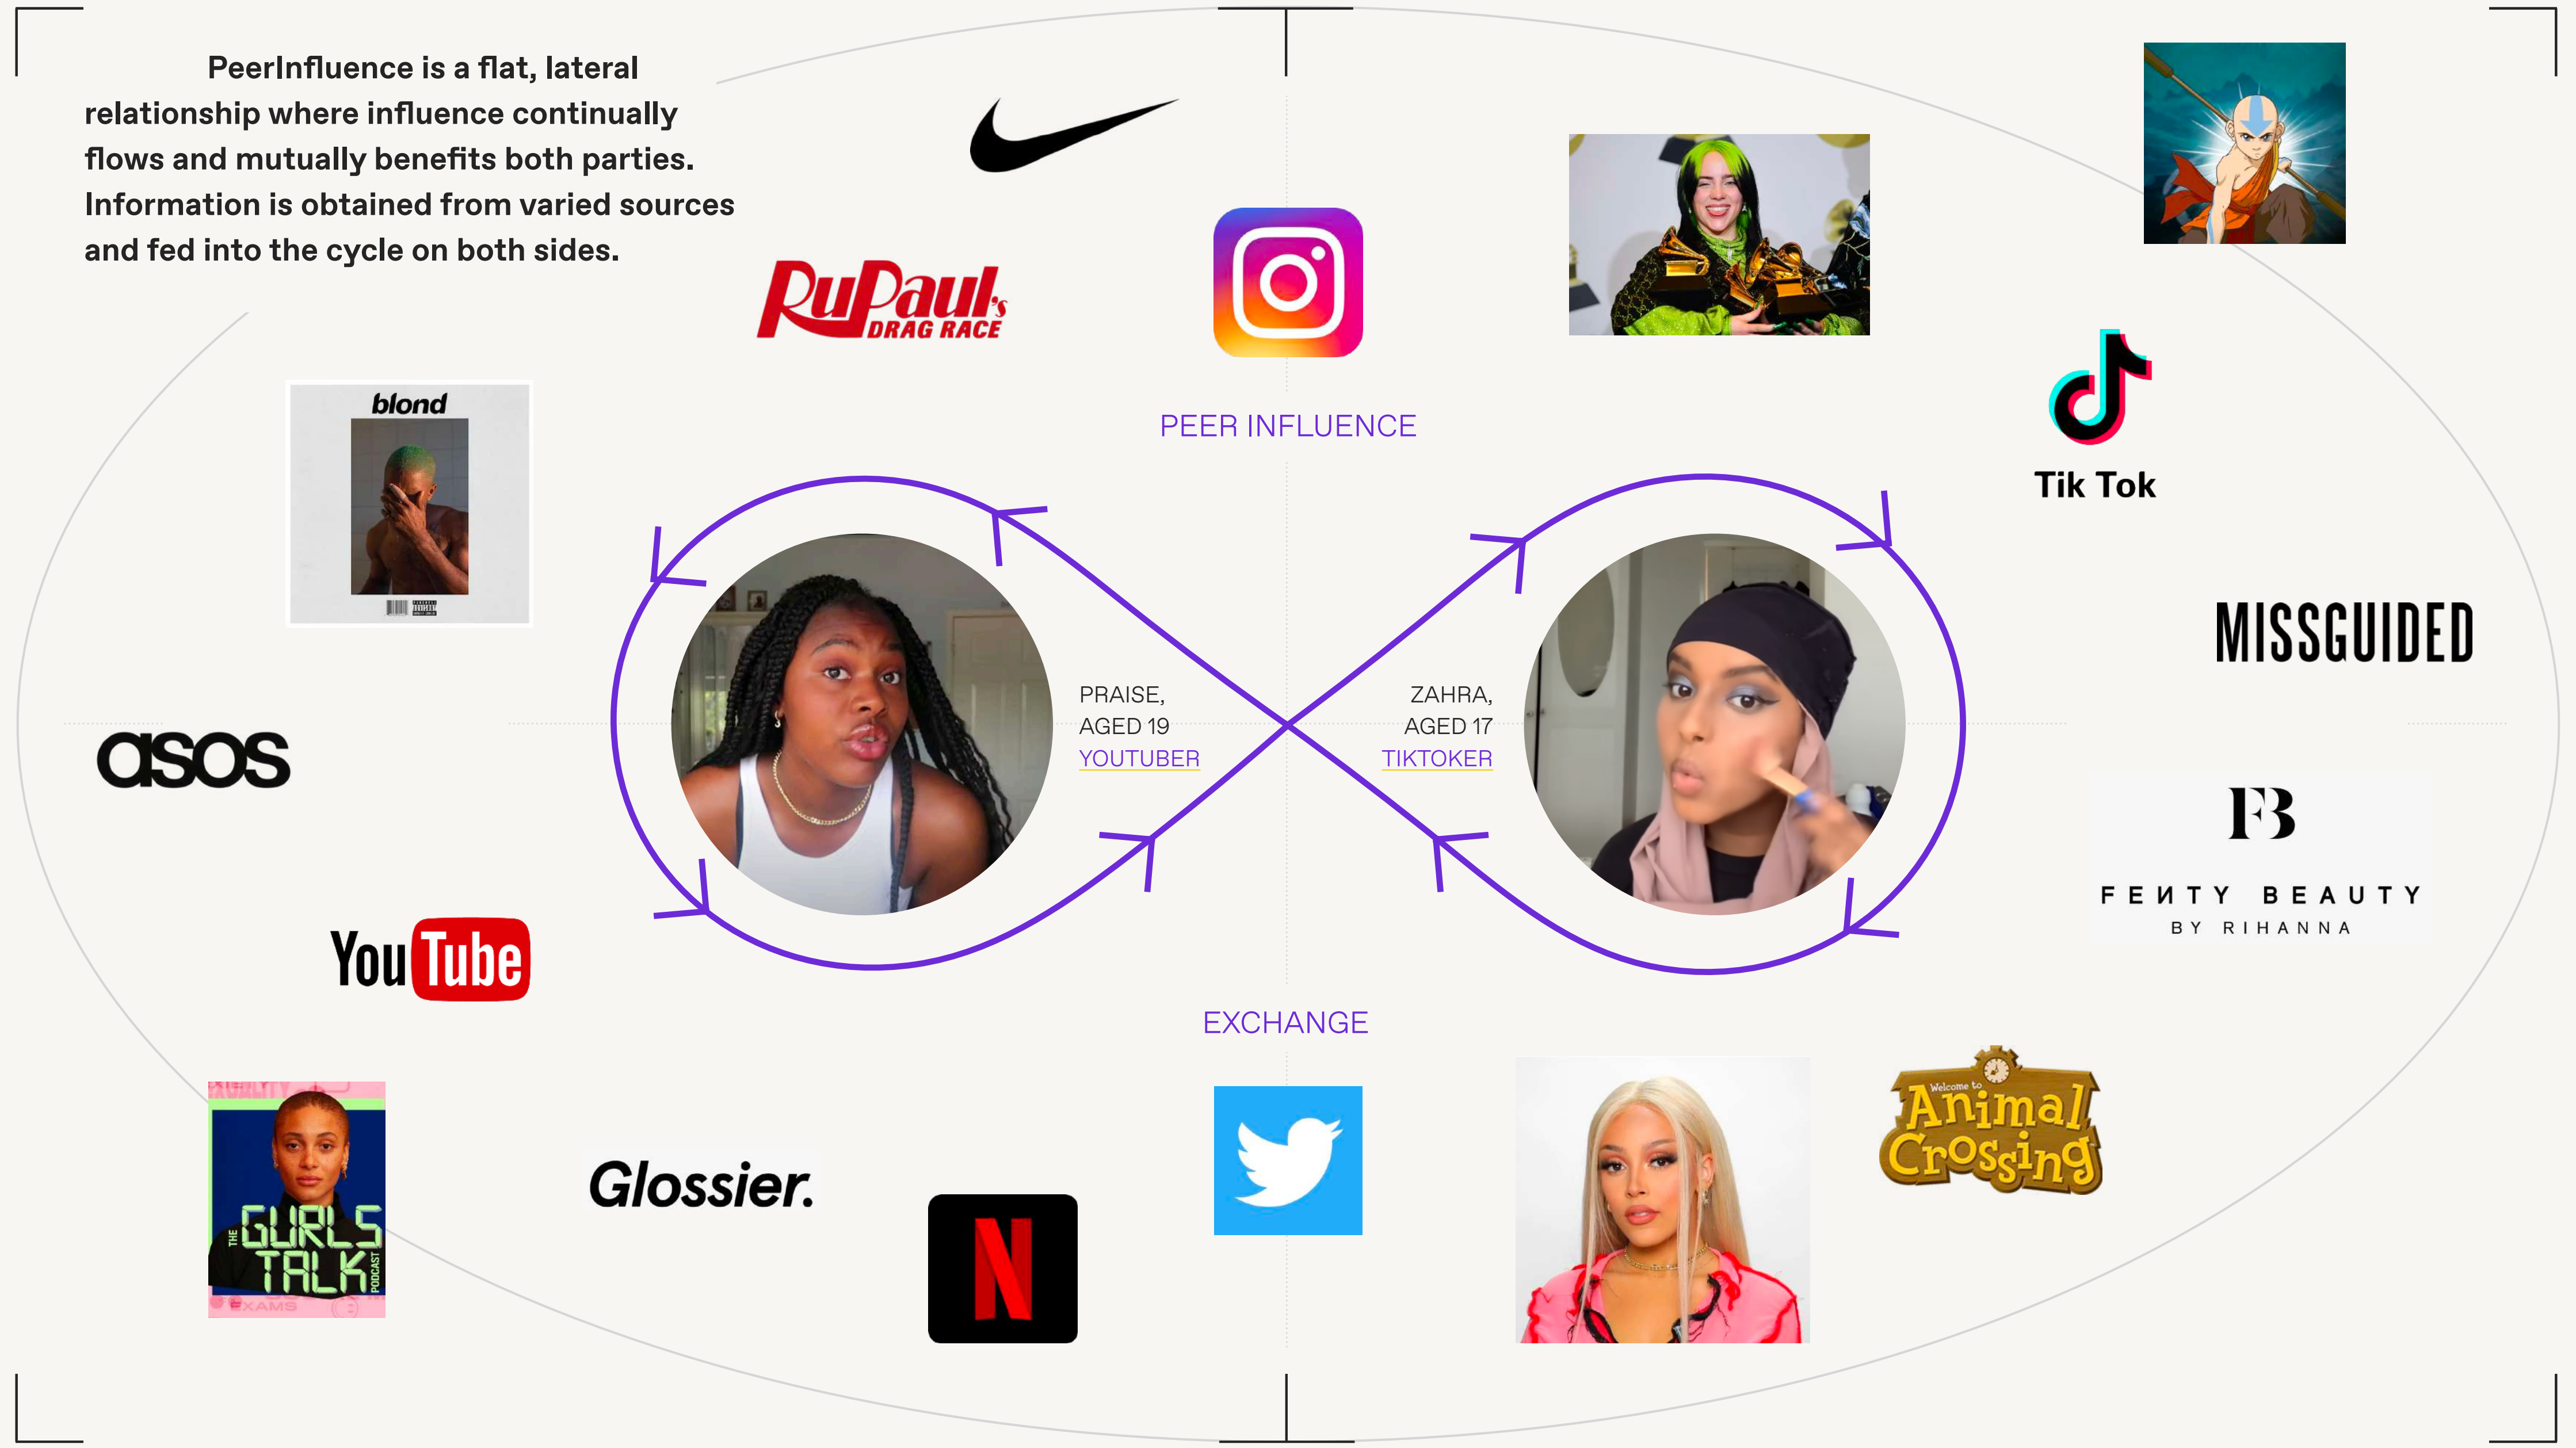 PeerInfluence is a flat, lateral
relationship where influence continually
flows and mutually benefits both parties.
Information is obtained from varied sources
and fed into the cycle on both sides.
RuPaul's
DRAG RACE
blond
PEER INFLUENCE
Tik Tok
MISSGUIDED
PRAISE,
AGED 19
YOUTUBER
ZAHRA,
AGED 17
TIKTOKER
asos
FB
FEИTY BEAUTY
BY RIHANNA
YouTube
EXCHANGE
Welcome to
Animal
Crossing
THE
GURLS
TALK
PODCAST
EXAMS
Glossier.
N